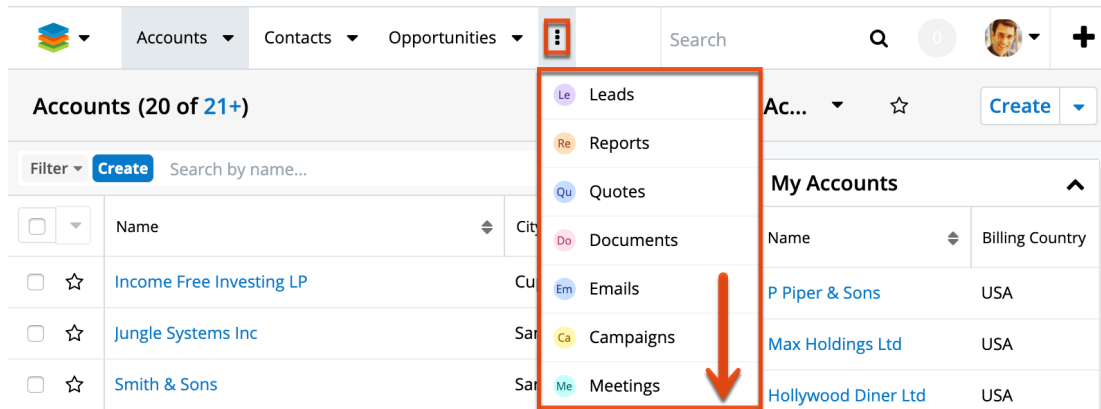 Accounts Contacts Opportunities Search 0
Accounts (20 of 21+)
Le Leads
Ac...
Create
Re Reports
Filter Create Search by name...
Qu Quotes
My Accounts
Name
Do Documents
Name Billing Country
Income Free Investing LP
Em Emails
P Piper & Sons USA
Jungle Systems Inc
Ca Campaigns
Max Holdings Ltd USA
Smith & Sons
Me Meetings
Hollywood Diner Ltd USA